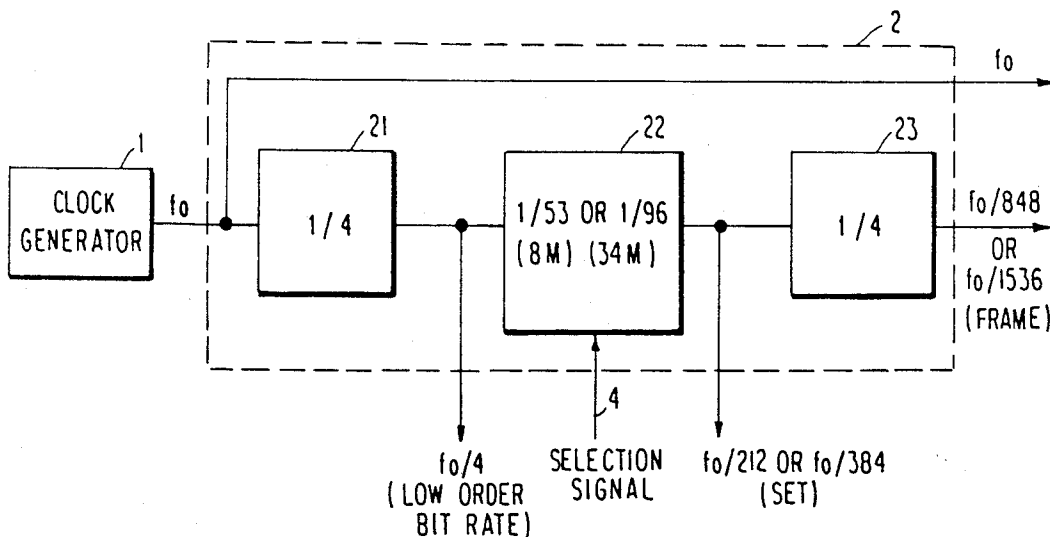 2
fo
1
21
22
23
CLOCK
GENERATOR
fo
1/4
1/53 OR 1/96
(8M) (34M)
1/4
fo/848
OR
fo/1536
(FRAME)
4
fo/4
(LOW ORDER
BIT RATE)
SELECTION
SIGNAL
fo/212 OR fo/384
(SET)